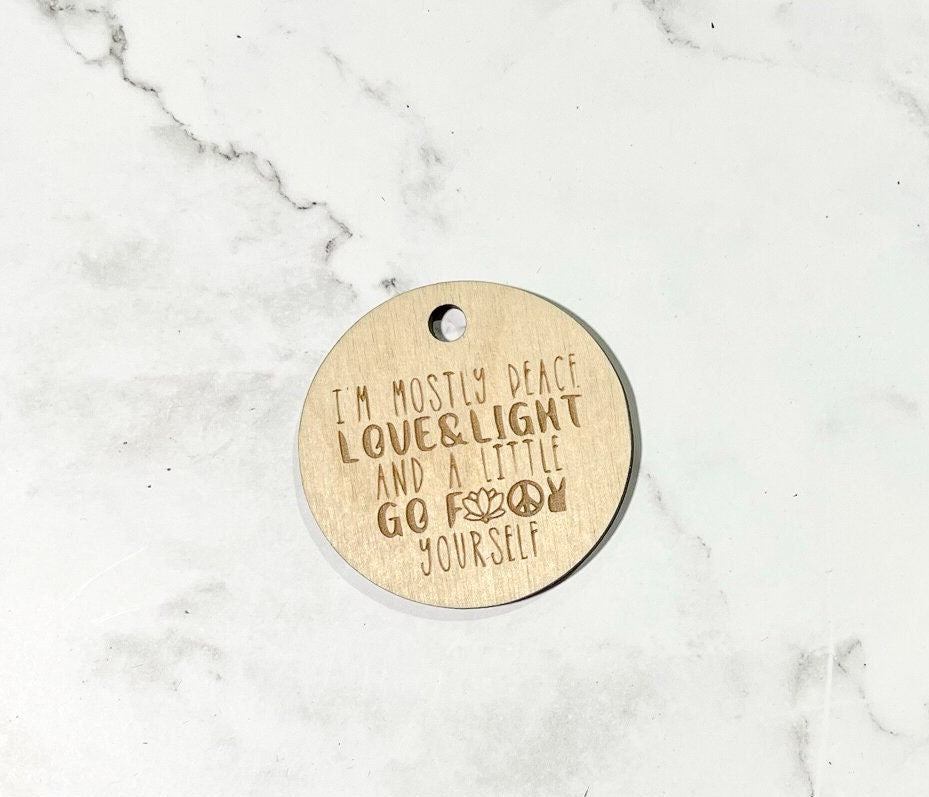 I'M MOSTLY PEACE,
LOVE&LIGHT
AND A LITTLE
GO F🪷☮✌
YOURSELF